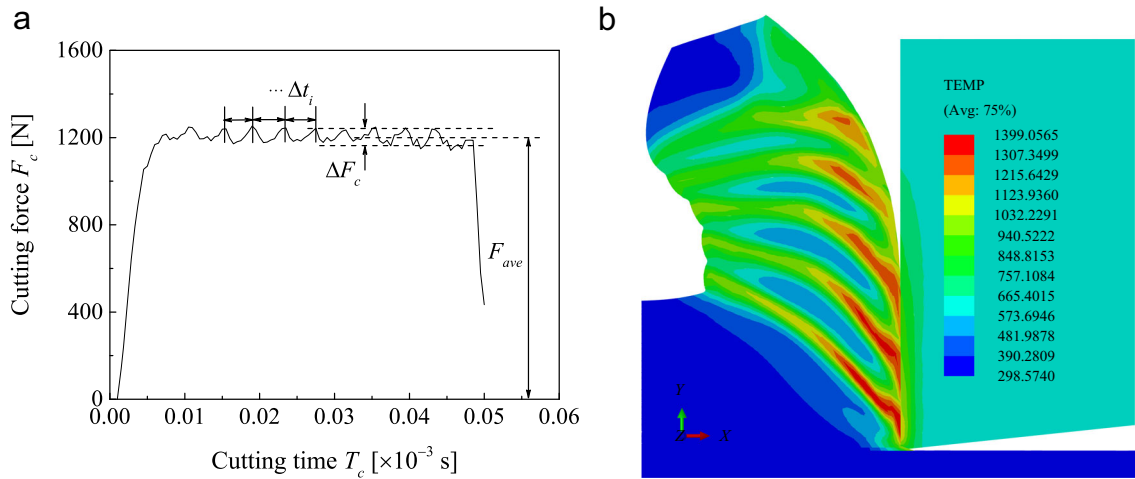 a
1600
1200
800
400
0
Cutting force F_c [N]
··· Δt_i
ΔF_c
F_ave
0.00 0.01 0.02 0.03 0.04 0.05 0.06
Cutting time T_c [×10⁻³ s]
b
TEMP
(Avg: 75%)
1399.0565
1307.3499
1215.6429
1123.9360
1032.2291
940.5222
848.8153
757.1084
665.4015
573.6946
481.9878
390.2809
298.5740
Y
Z X